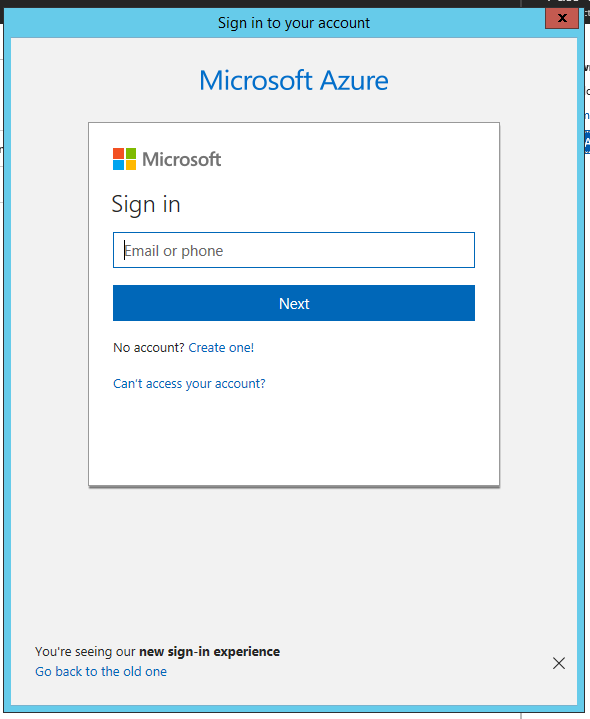 Sign in to your account
x
Microsoft Azure
Microsoft
Sign in
Email or phone
Next
No account? Create one!
Can't access your account?
You're seeing our new sign-in experience
Go back to the old one